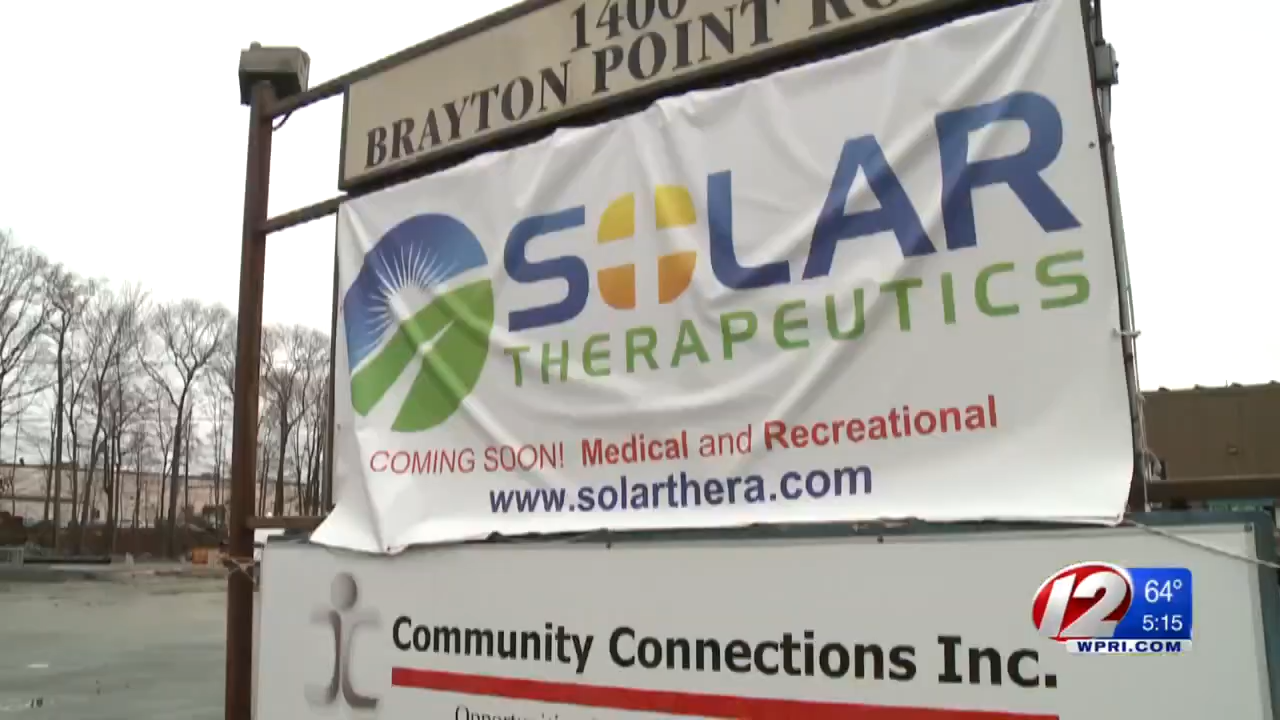 1400
BRAYTON POINT
SOLAR
THERAPEUTICS
COMING SOON! Medical and Recreational
www.solarthera.com
Community Connections Inc.
12
64°
5:15
WPRI.COM